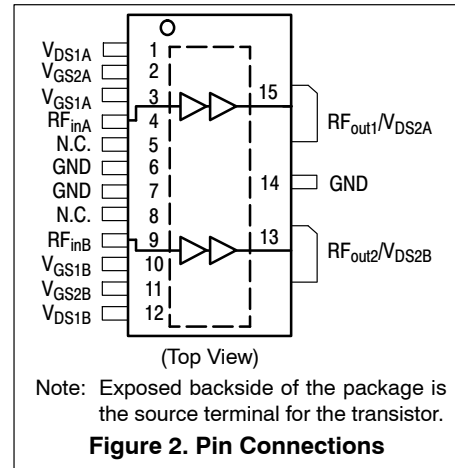 V_DS1A 1
V_GS2A 2
V_GS1A 3
RF_inA 4
N.C. 5
GND 6
GND 7
N.C. 8
RF_inB 9
V_GS1B 10
V_GS2B 11
V_DS1B 12
15 RF_out1/V_DS2A
14 GND
13 RF_out2/V_DS2B
(Top View)
Note: Exposed backside of the package is
the source terminal for the transistor.
Figure 2. Pin Connections